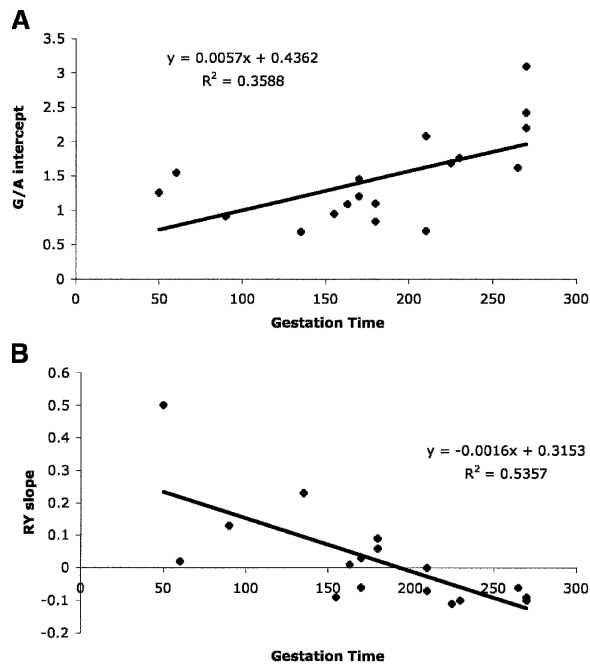 A
3.5
y = 0.0057x + 0.4362
3
R² = 0.3588
2.5
2
G/A intercept
1.5
1
0.5
0
0 50 100 150 200 250 300
Gestation Time
B
0.6
0.5
0.4
y = -0.0016x + 0.3153
0.3
R² = 0.5357
RY slope
0.2
0.1
0
0 50 100 150 200 250 300
-0.1
-0.2
Gestation Time